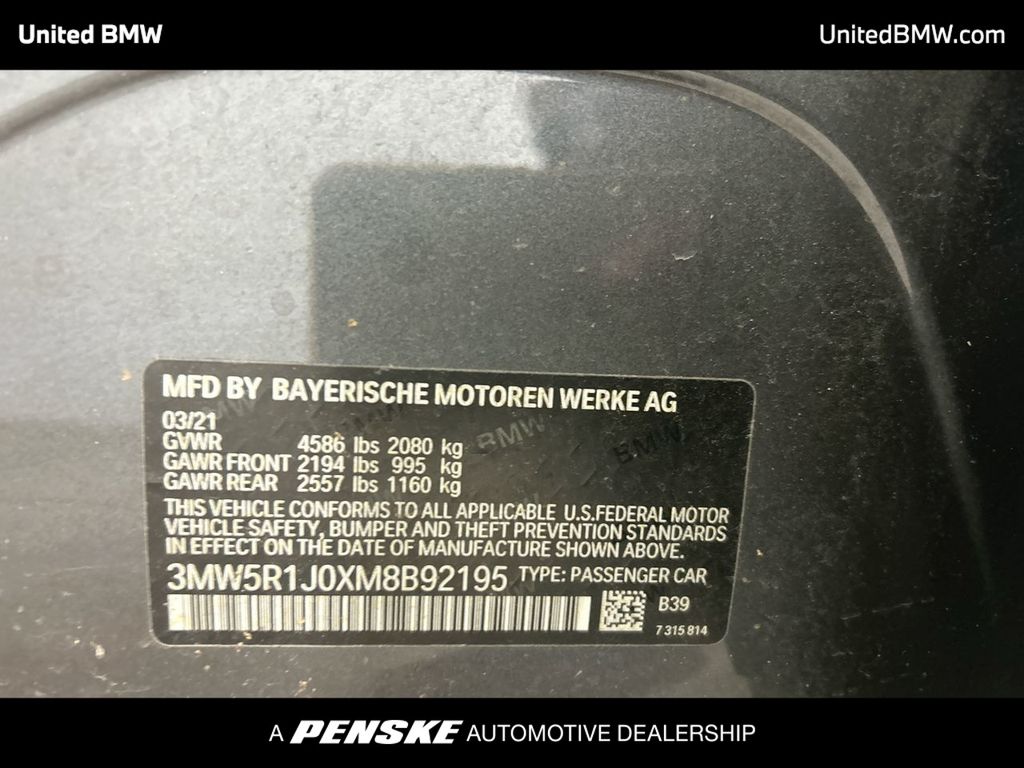 United BMW
UnitedBMW.com
MFD BY BAYERISCHE MOTOREN WERKE AG
03/21
GVWR 4586 lbs 2080 kg
GAWR FRONT 2194 lbs 995 kg
GAWR REAR 2557 lbs 1160 kg
THIS VEHICLE CONFORMS TO ALL APPLICABLE U.S.FEDERAL MOTOR
VEHICLE SAFETY, BUMPER AND THEFT PREVENTION STANDARDS
IN EFFECT ON THE DATE OF MANUFACTURE SHOWN ABOVE.
3MW5R1J0XM8B92195 TYPE: PASSENGER CAR
B39
7 315 814
A PENSKE AUTOMOTIVE DEALERSHIP